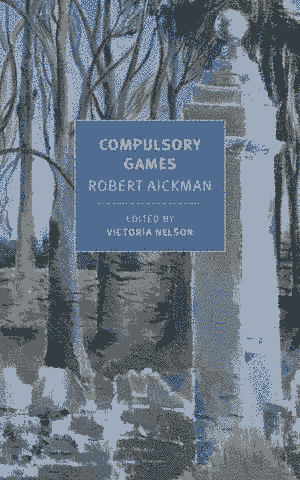 COMPULSORY
GAMES
ROBERT AICKMAN
EDITED BY
VICTORIA NELSON